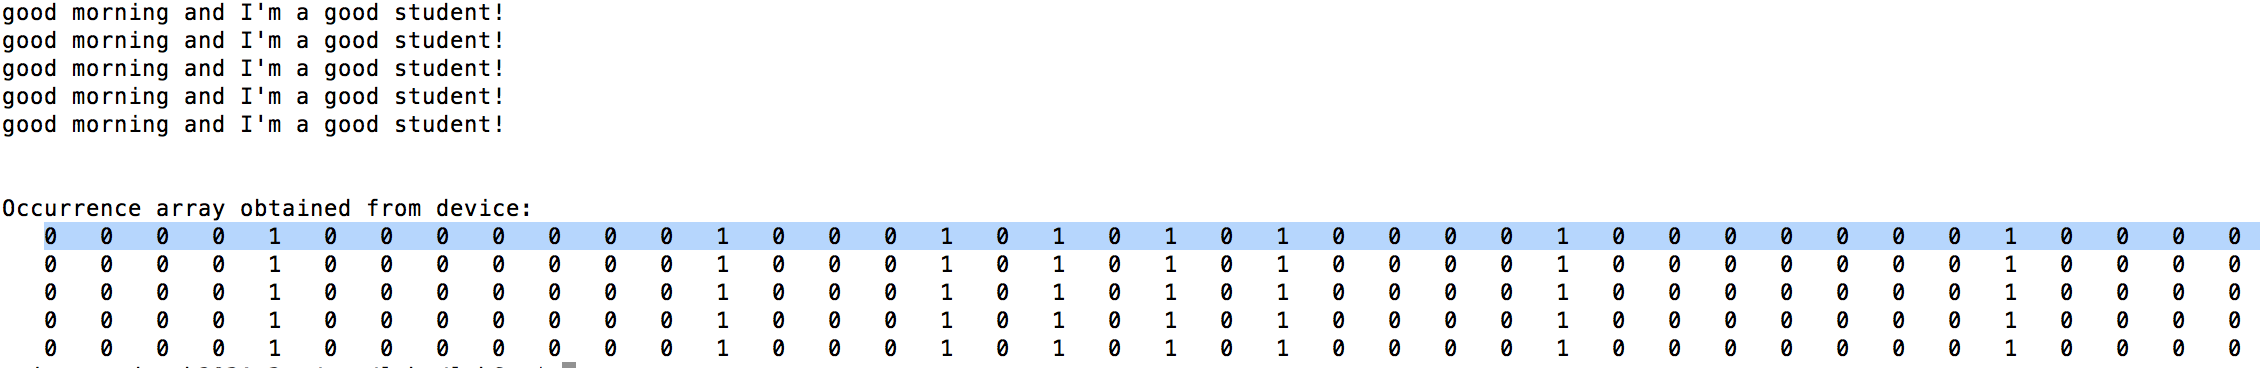 good morning and I'm a good student!
good morning and I'm a good student!
good morning and I'm a good student!
good morning and I'm a good student!
good morning and I'm a good student!
Occurrence array obtained from device:
0 0 0 0 1 0 0 0 0 0 0 0 1 0 0 0 1 0 1 0 1 0 1 0 0 0 0 1 0 0 0 0 0 0 0 1 0 0 0 0
0 0 0 0 1 0 0 0 0 0 0 0 1 0 0 0 1 0 1 0 1 0 1 0 0 0 0 1 0 0 0 0 0 0 0 1 0 0 0 0
0 0 0 0 1 0 0 0 0 0 0 0 1 0 0 0 1 0 1 0 1 0 1 0 0 0 0 1 0 0 0 0 0 0 0 1 0 0 0 0
0 0 0 0 1 0 0 0 0 0 0 0 1 0 0 0 1 0 1 0 1 0 1 0 0 0 0 1 0 0 0 0 0 0 0 1 0 0 0 0
0 0 0 0 1 0 0 0 0 0 0 0 1 0 0 0 1 0 1 0 1 0 1 0 0 0 0 1 0 0 0 0 0 0 0 1 0 0 0 0